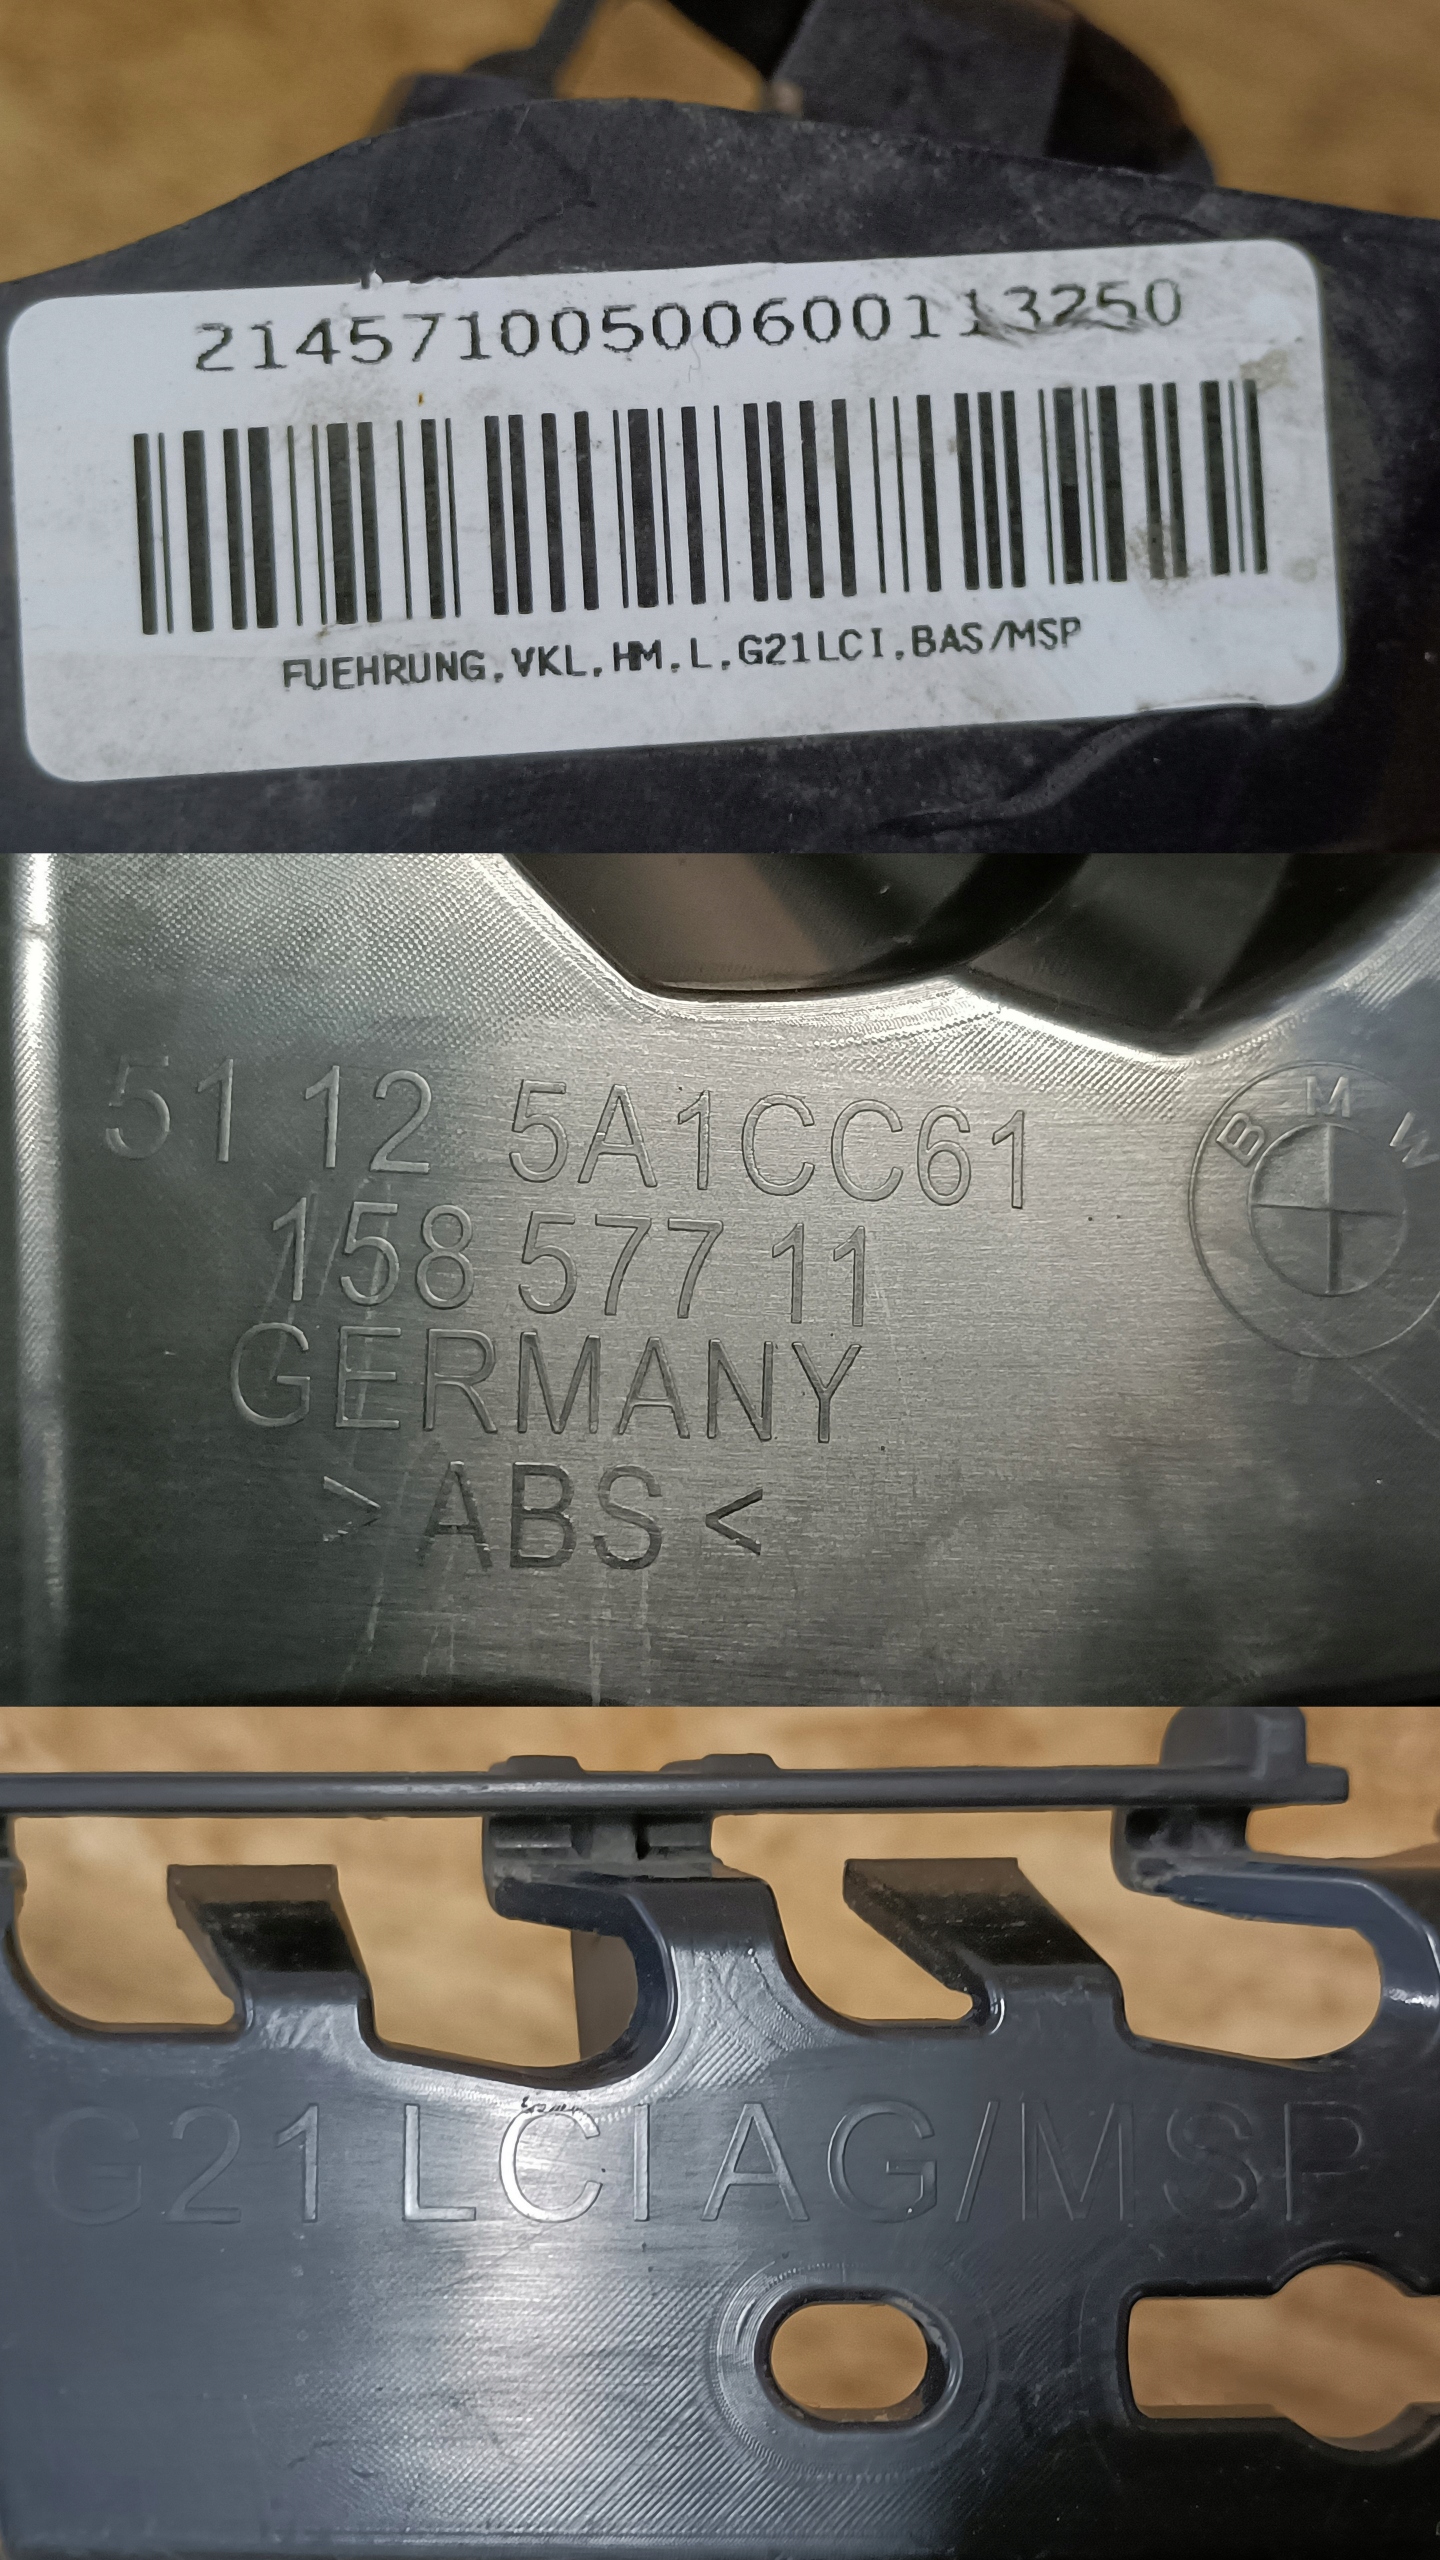 21457100500600113250
FUEHRUNG,VKL,HM,L,G21LCI,BAS/MSP
51 12 5A1CC61
BMW
158 577 11
GERMANY
>ABS<
G21 LCI AG/MSP